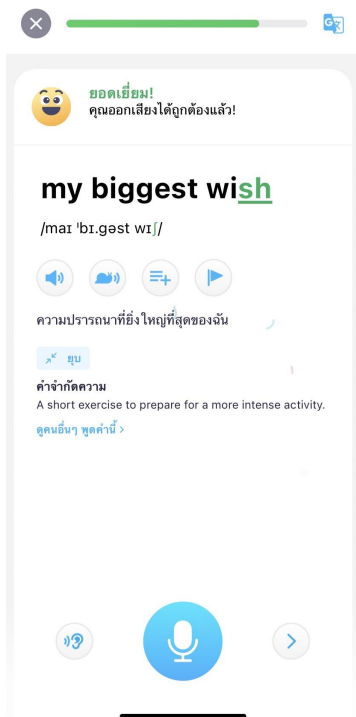 ยอดเยี่ยม!
คุณออกเสียงได้ถูกต้องแล้ว!
my biggest wish
/maɪ 'bɪ.gəst wɪʃ/
ความปรารถนาที่ยิ่งใหญ่ที่สุดของฉัน
ยุบ
คำจำกัดความ
A short exercise to prepare for a more intense activity.
ดูคนอื่นๆ พูดคำนี้ >